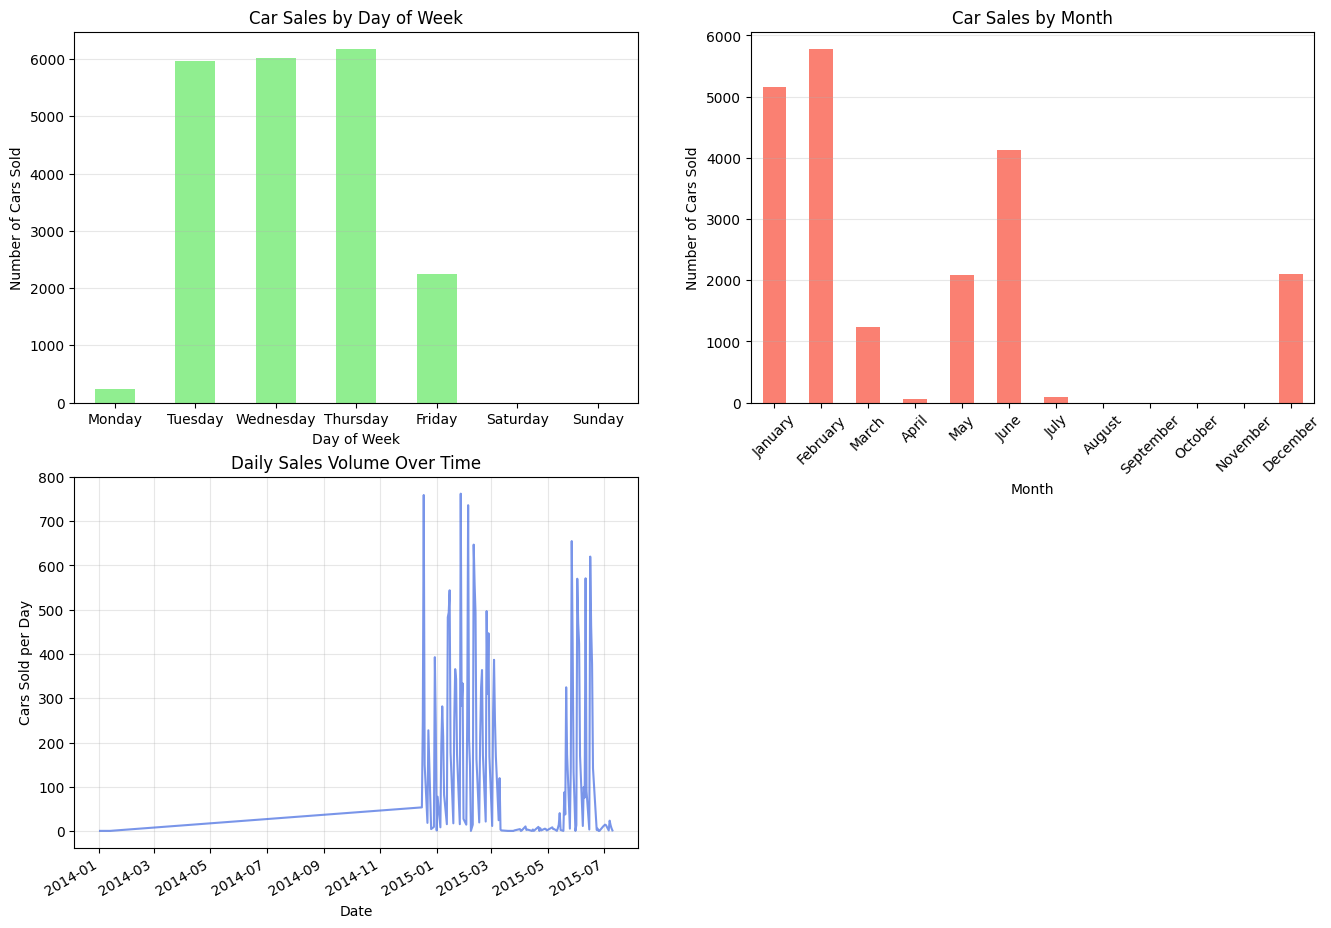 Car Sales by Day of Week
Number of Cars Sold
6000
5000
4000
3000
2000
1000
0
Monday Tuesday Wednesday Thursday Friday Saturday Sunday
Day of Week
Car Sales by Month
Number of Cars Sold
6000
5000
4000
3000
2000
1000
0
January February March April May June July August September October November December
Month
Daily Sales Volume Over Time
Cars Sold per Day
800
700
600
500
400
300
200
100
0
2014-01 2014-03 2014-05 2014-07 2014-09 2014-11 2015-01 2015-03 2015-05 2015-07
Date